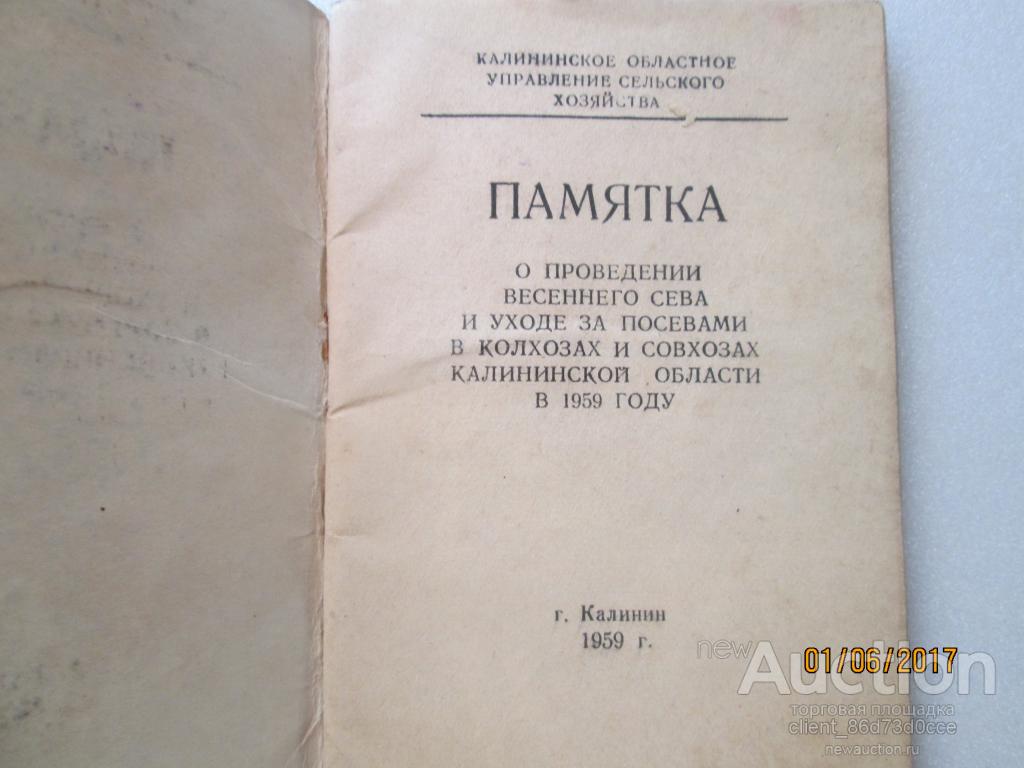 КАЛИНИНСКОЕ ОБЛАСТНОЕ
УПРАВЛЕНИЕ СЕЛЬСКОГО
ХОЗЯЙСТВА
ПАМЯТКА
О ПРОВЕДЕНИИ
ВЕСЕННЕГО СЕВА
И УХОДЕ ЗА ПОСЕВАМИ
В КОЛХОЗАХ И СОВХОЗАХ
КАЛИНИНСКОЙ ОБЛАСТИ
В 1959 ГОДУ
г. Калинин
1959 г.
01/06/2017
newAuction
торговая площадка
client_86d73d0cce
newauction.ru